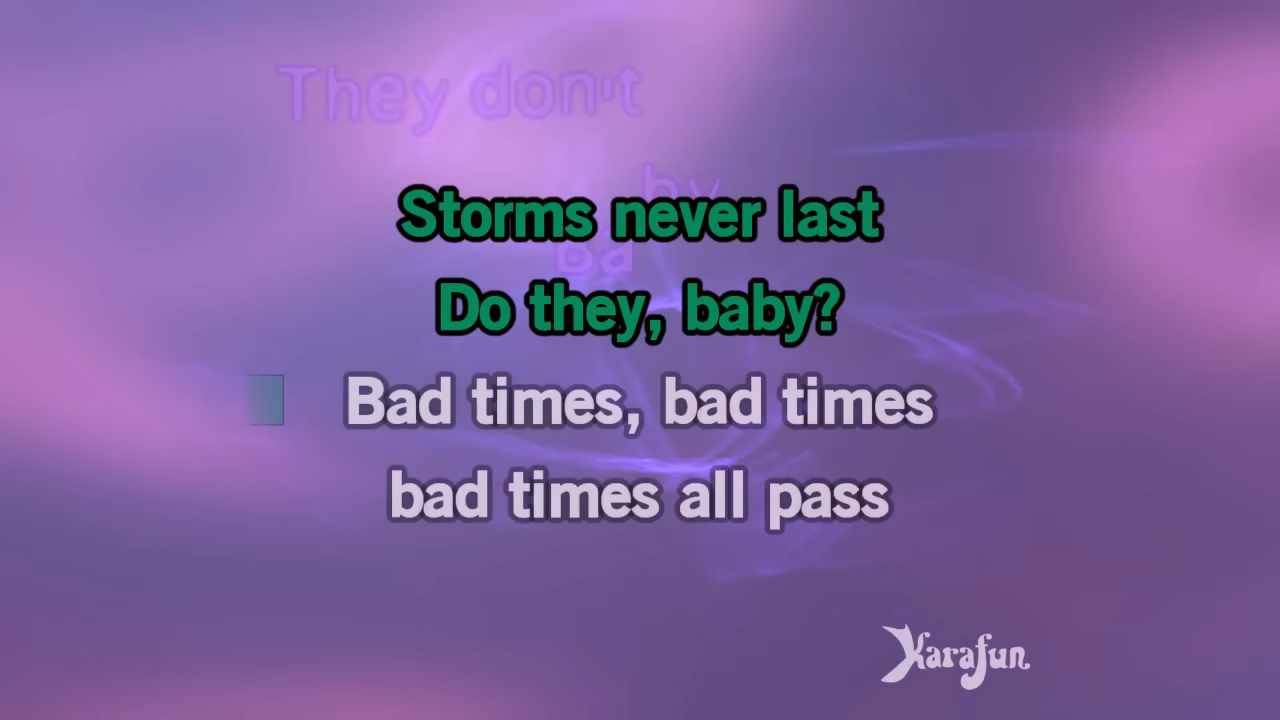 They don't
by
Storms never last
Ba
Do they, baby?
Bad times, bad times
bad times all pass
Karafun